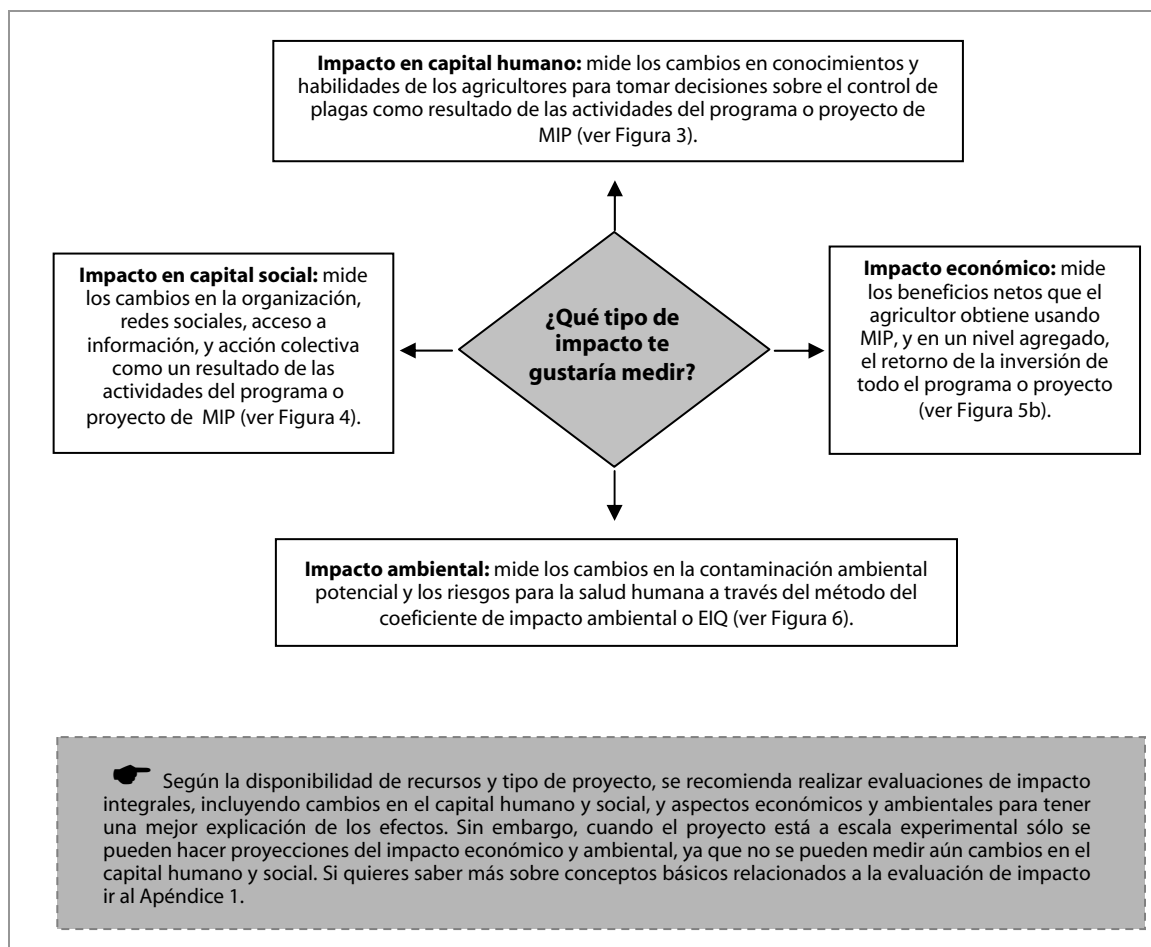 Impacto en capital humano: mide los cambios en conocimientos y
habilidades de los agricultores para tomar decisiones sobre el control de
plagas como resultado de las actividades del programa o proyecto de
MIP (ver Figura 3).
Impacto en capital social: mide
los cambios en la organización,
redes sociales, acceso a
información, y acción colectiva
como un resultado de las
actividades del programa o
proyecto de MIP (ver Figura 4).
¿Qué tipo de
impacto te
gustaría medir?
Impacto económico: mide
los beneficios netos que el
agricultor obtiene usando
MIP, y en un nivel agregado,
el retorno de la inversión de
todo el programa o proyecto
(ver Figura 5b).
Impacto ambiental: mide los cambios en la contaminación ambiental
potencial y los riesgos para la salud humana a través del método del
coeficiente de impacto ambiental o EIQ (ver Figura 6).
Según la disponibilidad de recursos y tipo de proyecto, se recomienda realizar evaluaciones de impacto
integrales, incluyendo cambios en el capital humano y social, y aspectos económicos y ambientales para tener
una mejor explicación de los efectos. Sin embargo, cuando el proyecto está a escala experimental sólo se
pueden hacer proyecciones del impacto económico y ambiental, ya que no se pueden medir aún cambios en el
capital humano y social. Si quieres saber más sobre conceptos básicos relacionados a la evaluación de impacto
ir al Apéndice 1.